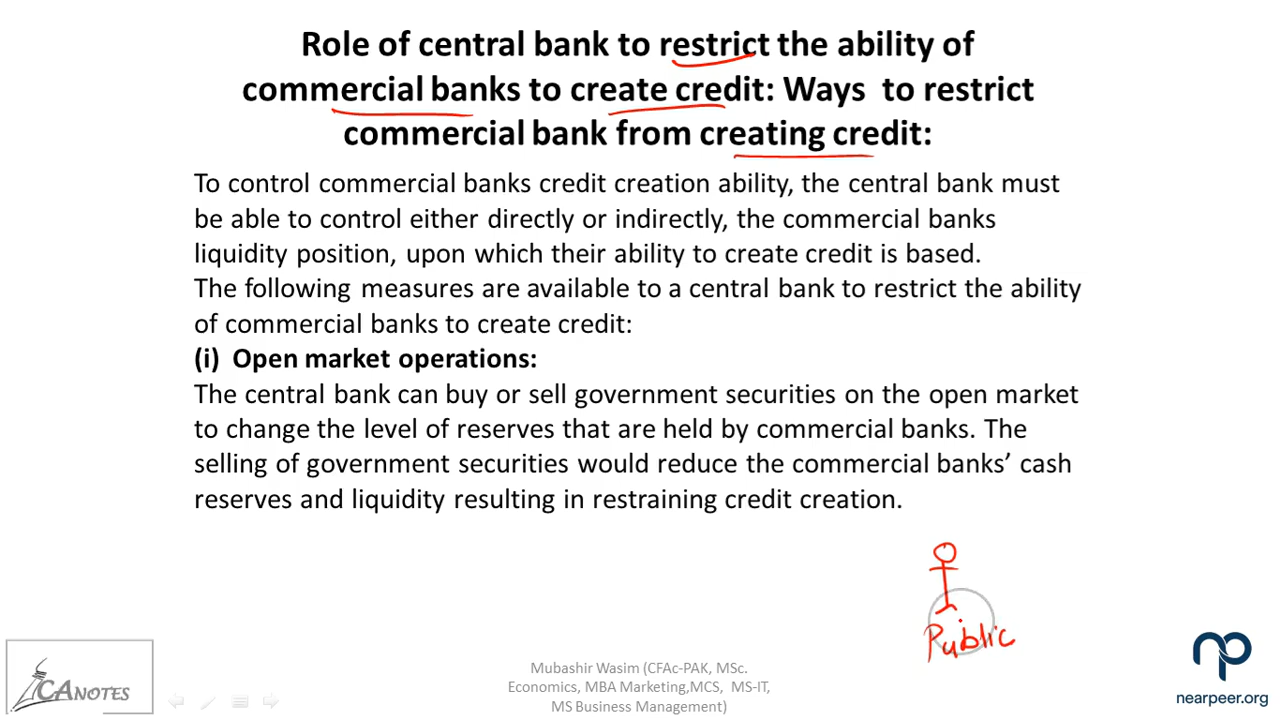 Role of central bank to restrict the ability of
commercial banks to create credit: Ways to restrict
commercial bank from creating credit:
To control commercial banks credit creation ability, the central bank must
be able to control either directly or indirectly, the commercial banks
liquidity position, upon which their ability to create credit is based.
The following measures are available to a central bank to restrict the ability
of commercial banks to create credit:
(i) Open market operations:
The central bank can buy or sell government securities on the open market
to change the level of reserves that are held by commercial banks. The
selling of government securities would reduce the commercial banks’ cash
reserves and liquidity resulting in restraining credit creation.
Public
CANOTES
Mubashir Wasim (CFAc-PAK, MSc.
Economics, MBA Marketing,MCS, MS-IT,
MS Business Management)
nearpeer.org